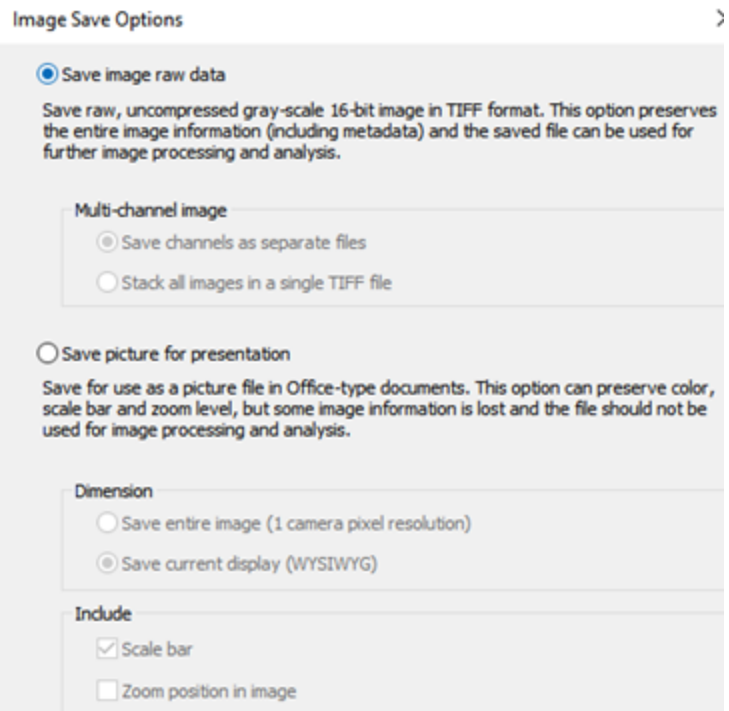 Image Save Options
Save image raw data
Save raw, uncompressed gray-scale 16-bit image in TIFF format. This option preserves
the entire image information (including metadata) and the saved file can be used for
further image processing and analysis.
Multi-channel image
Save channels as separate files
Stack all images in a single TIFF file
Save picture for presentation
Save for use as a picture file in Office-type documents. This option can preserve color,
scale bar and zoom level, but some image information is lost and the file should not be
used for image processing and analysis.
Dimension
Save entire image (1 camera pixel resolution)
Save current display (WYSIWYG)
Include
Scale bar
Zoom position in image